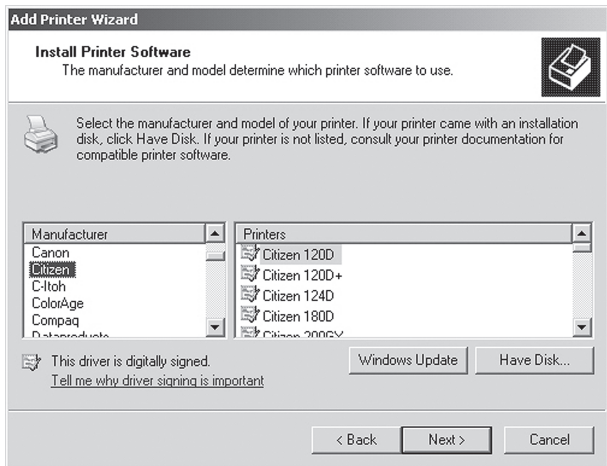 Add Printer Wizard
Install Printer Software
The manufacturer and model determine which printer software to use.
Select the manufacturer and model of your printer. If your printer came with an installation
disk, click Have Disk. If your printer is not listed, consult your printer documentation for
compatible printer software.
Manufacturer
Canon
Citizen
C-Itoh
ColorAge
Compaq
Dataproducts
Printers
Citizen 120D
Citizen 120D+
Citizen 124D
Citizen 180D
Citizen 200GX
This driver is digitally signed.
Tell me why driver signing is important
Windows Update
Have Disk...
< Back
Next >
Cancel